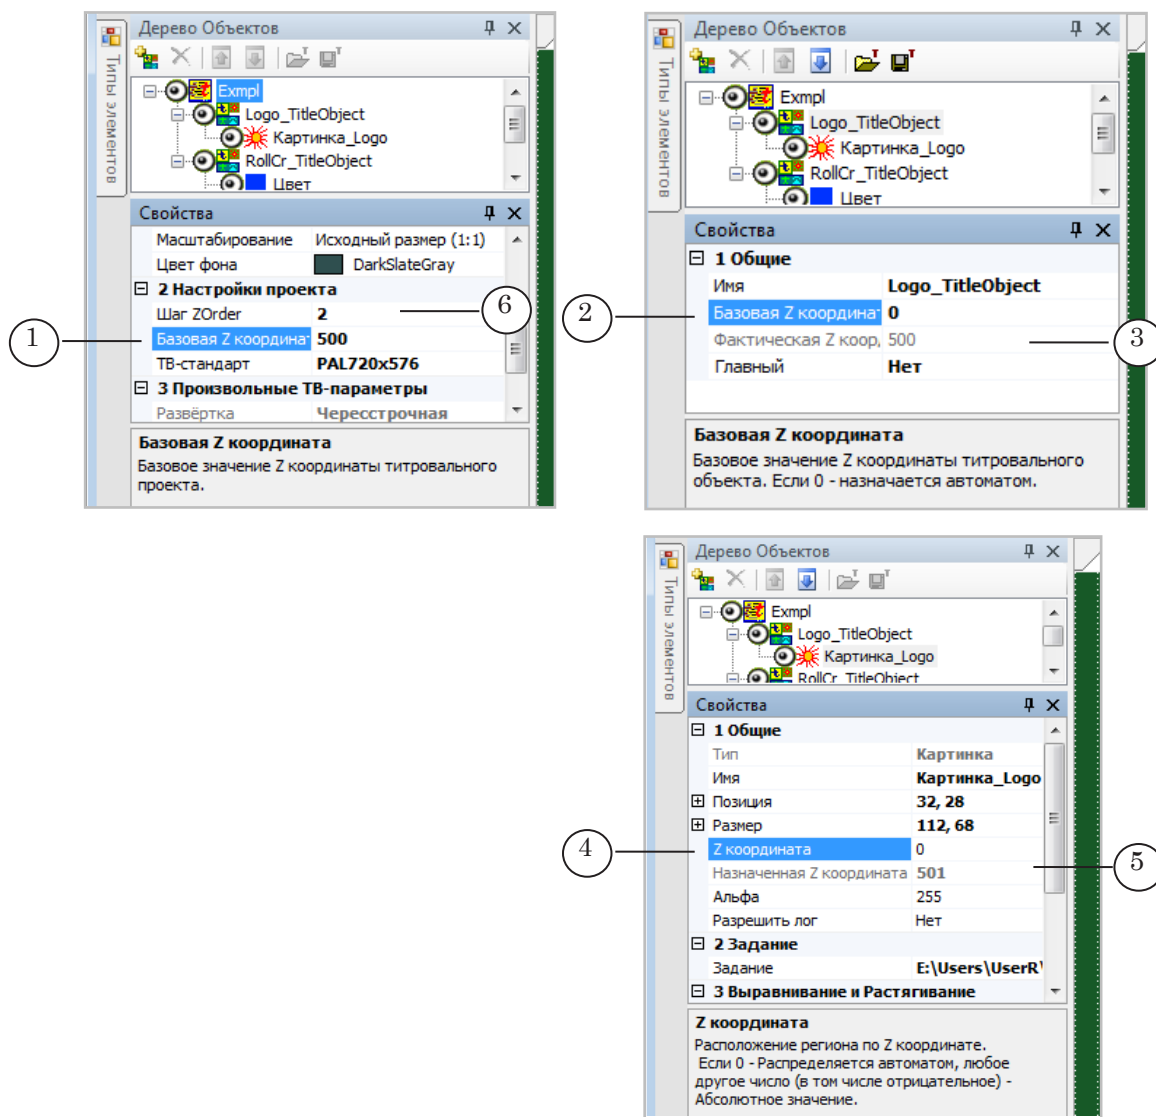 Дерево Объектов
Типы элементов
Exmpl
Logo_TitleObject
Картинка_Logo
RollCr_TitleObject
Цвет
Свойства
Масштабирование Исходный размер (1:1)
Цвет фона DarkSlateGray
2 Настройки проекта
Шаг ZOrder 2
Базовая Z координат 500
ТВ-стандарт PAL720x576
3 Произвольные ТВ-параметры
Развёртка Чересстрочная
Базовая Z координата
Базовое значение Z координаты титровального
проекта.
1
6
Дерево Объектов
Типы элементов
Exmpl
Logo_TitleObject
Картинка_Logo
RollCr_TitleObject
Цвет
Свойства
1 Общие
Имя Logo_TitleObject
Базовая Z координат 0
Фактическая Z коор, 500
Главный Нет
Базовая Z координата
Базовое значение Z координаты титровального
объекта. Если 0 - назначается автоматом.
2
3
Дерево Объектов
Типы элементов
Exmpl
Logo_TitleObject
Картинка_Logo
RollCr_TitleObject
Свойства
1 Общие
Тип Картинка
Имя Картинка_Logo
Позиция 32, 28
Размер 112, 68
Z координата 0
Назначенная Z координата 501
Альфа 255
Разрешить лог Нет
2 Задание
Задание E:\Users\UserR\
3 Выравнивание и Растягивание
Z координата
Расположение региона по Z координате.
Если 0 - Распределяется автоматом, любое
другое число (в том числе отрицательное) -
Абсолютное значение.
4
5